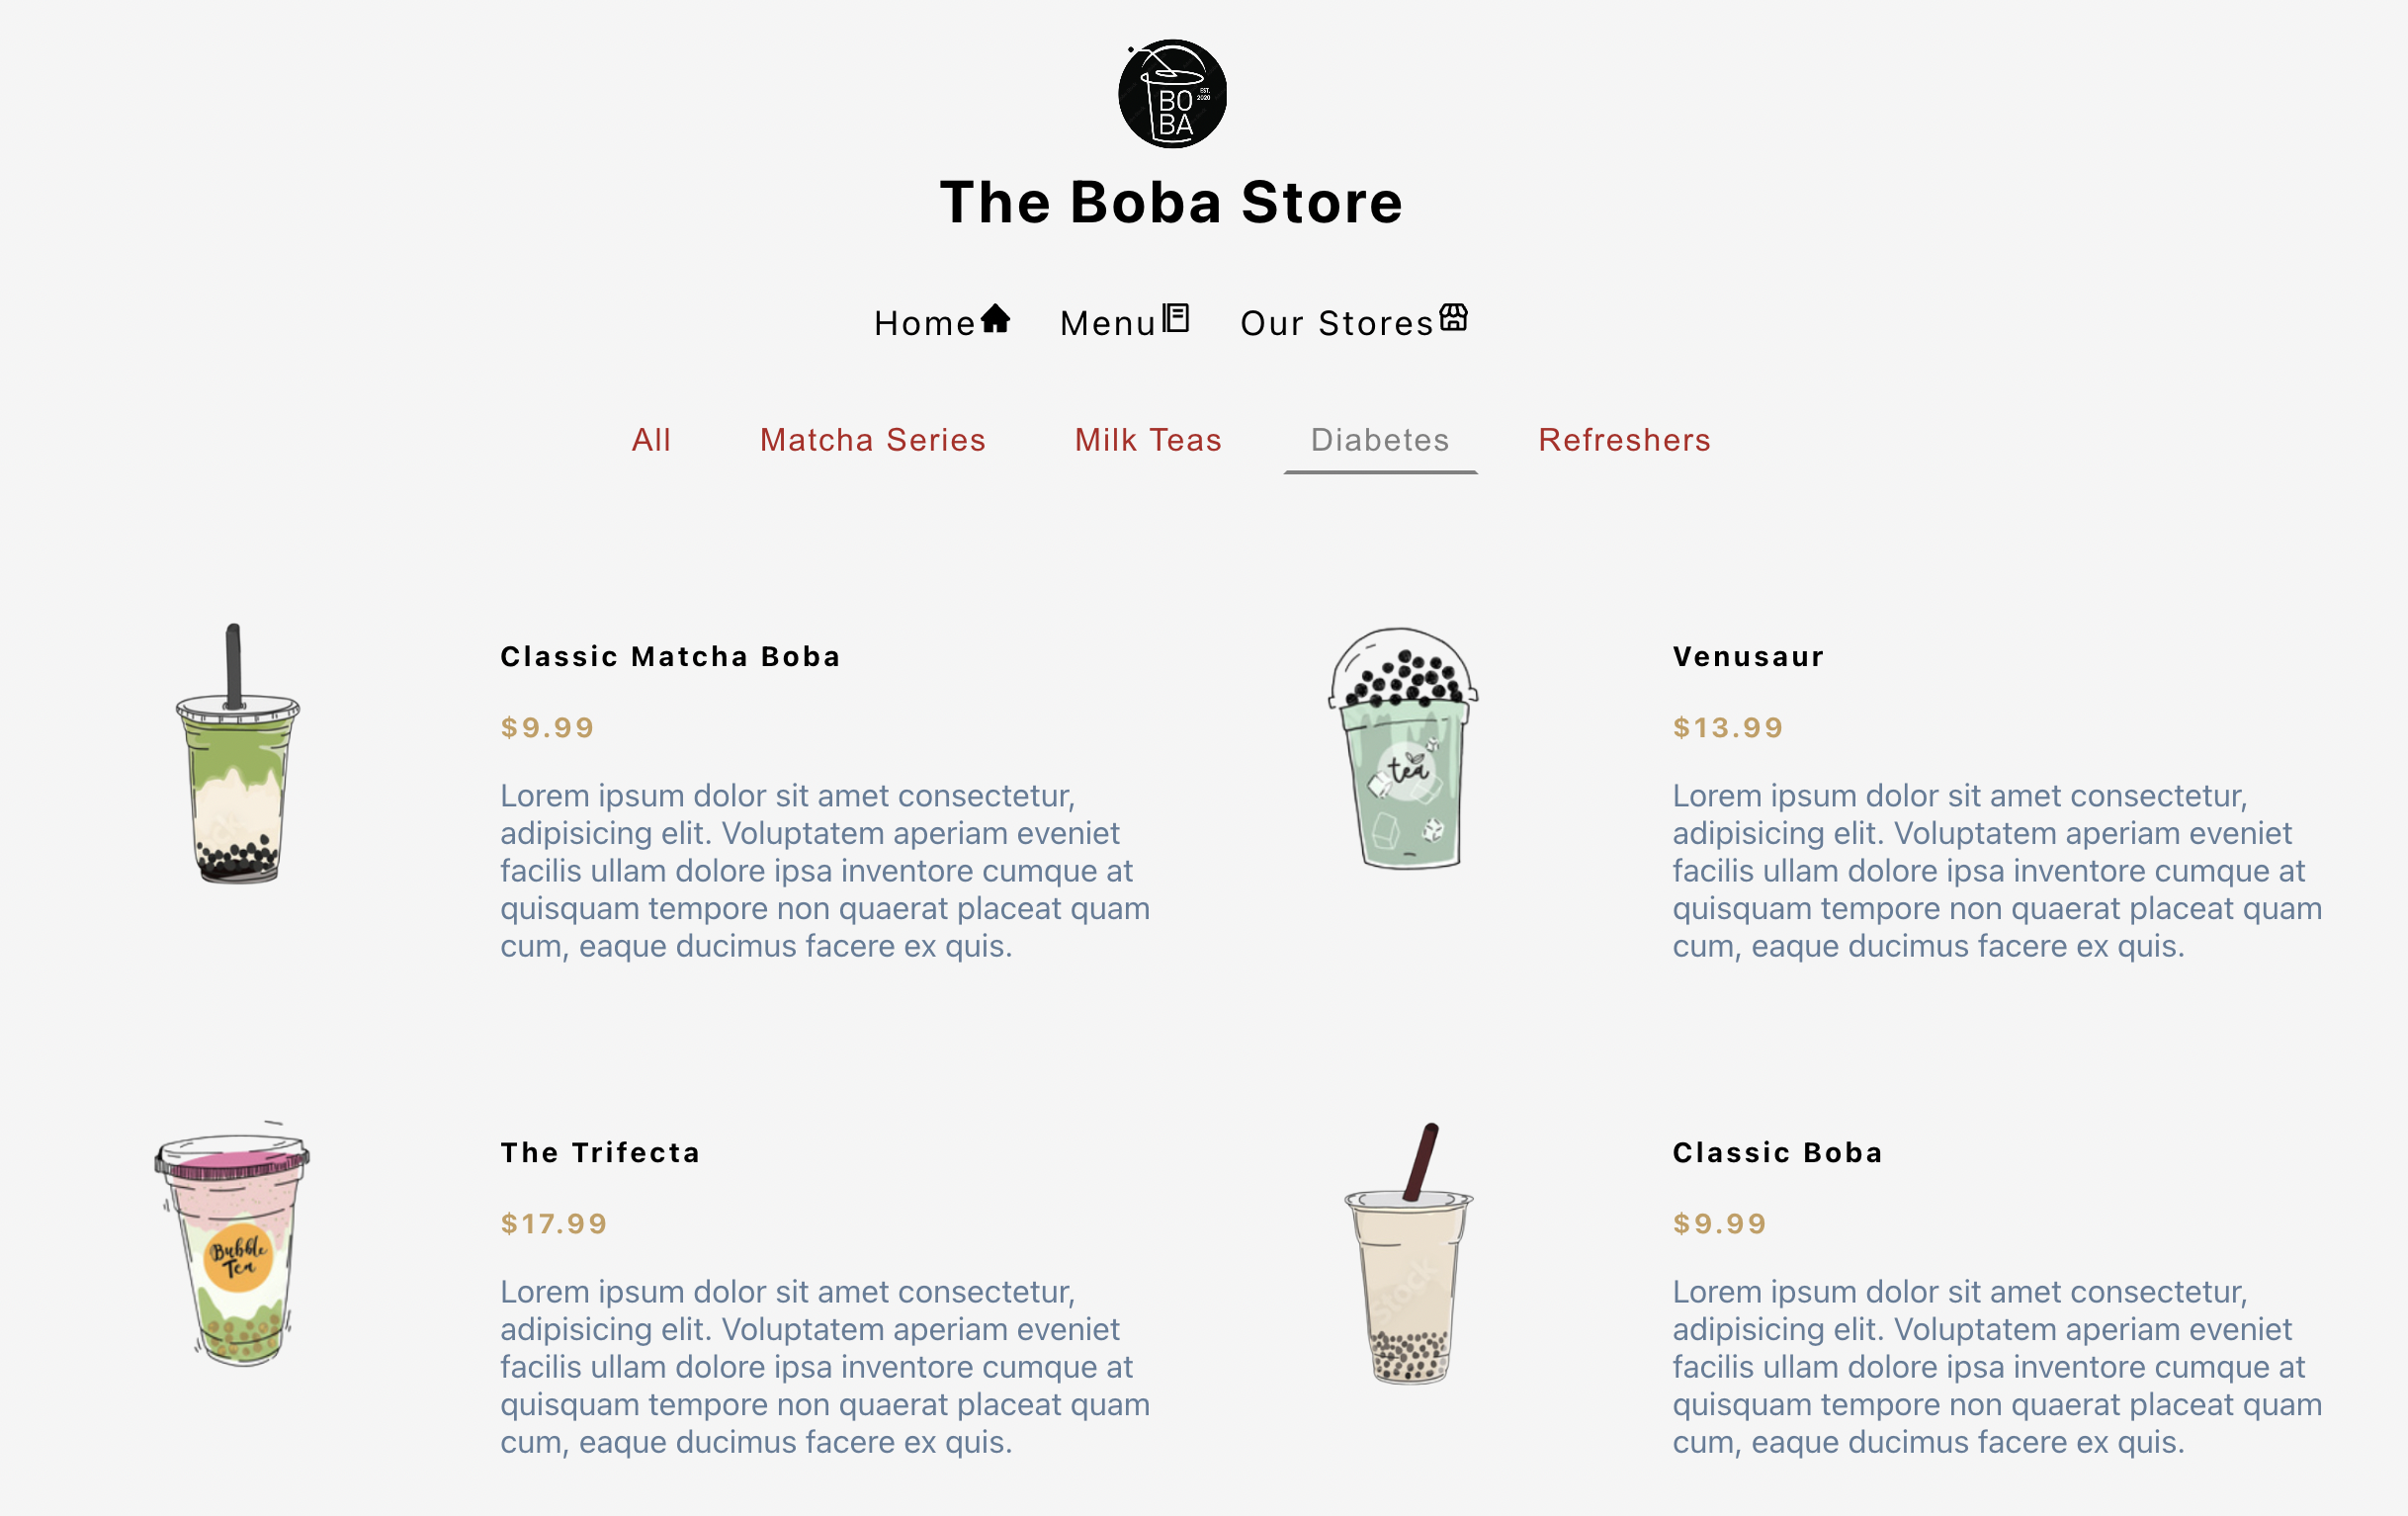 BO
BA
EST.
2020
The Boba Store
Home Menu Our Stores
All Matcha Series Milk Teas Diabetes Refreshers
Classic Matcha Boba
$9.99
Lorem ipsum dolor sit amet consectetur,
adipisicing elit. Voluptatem aperiam eveniet
facilis ullam dolore ipsa inventore cumque at
quisquam tempore non quaerat placeat quam
cum, eaque ducimus facere ex quis.
tea
Venusaur
$13.99
Lorem ipsum dolor sit amet consectetur,
adipisicing elit. Voluptatem aperiam eveniet
facilis ullam dolore ipsa inventore cumque at
quisquam tempore non quaerat placeat quam
cum, eaque ducimus facere ex quis.
Bubble
Tea
The Trifecta
$17.99
Lorem ipsum dolor sit amet consectetur,
adipisicing elit. Voluptatem aperiam eveniet
facilis ullam dolore ipsa inventore cumque at
quisquam tempore non quaerat placeat quam
cum, eaque ducimus facere ex quis.
Stock
Classic Boba
$9.99
Lorem ipsum dolor sit amet consectetur,
adipisicing elit. Voluptatem aperiam eveniet
facilis ullam dolore ipsa inventore cumque at
quisquam tempore non quaerat placeat quam
cum, eaque ducimus facere ex quis.